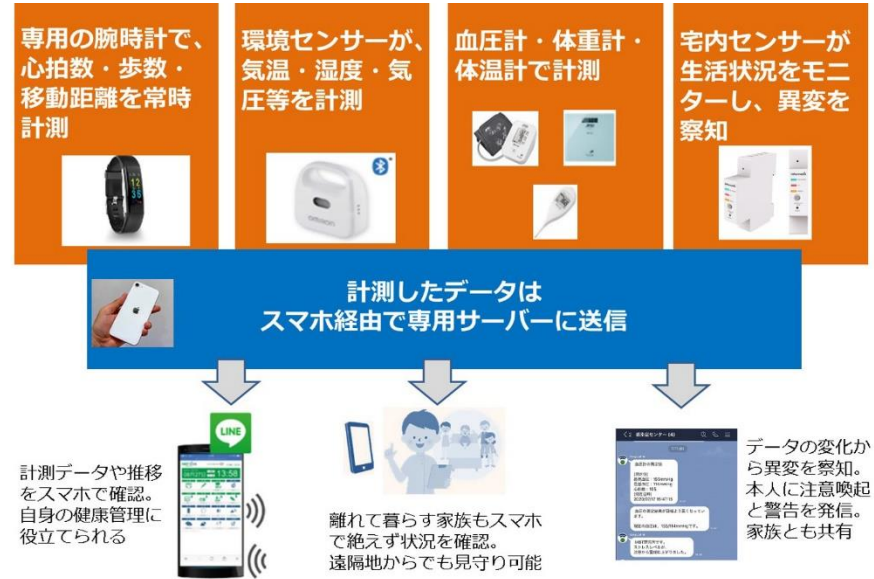 専用の腕時計で、
心拍数・歩数・
移動距離を常時
計測
環境センサーが、
気温・湿度・気
圧等を計測
血圧計・体重計・
体温計で計測
宅内センサーが
生活状況をモニ
ターし、異変を
察知
omron
計測したデータは
スマホ経由で専用サーバーに送信
LINE
13:58
計測データや推移
をスマホで確認。
自身の健康管理に
役立てられる
離れて暮らす家族もスマホ
で絶えず状況を確認。
遠隔地からでも見守り可能
データの変化か
ら異変を察知。
本人に注意喚起
と警告を発信。
家族とも共有